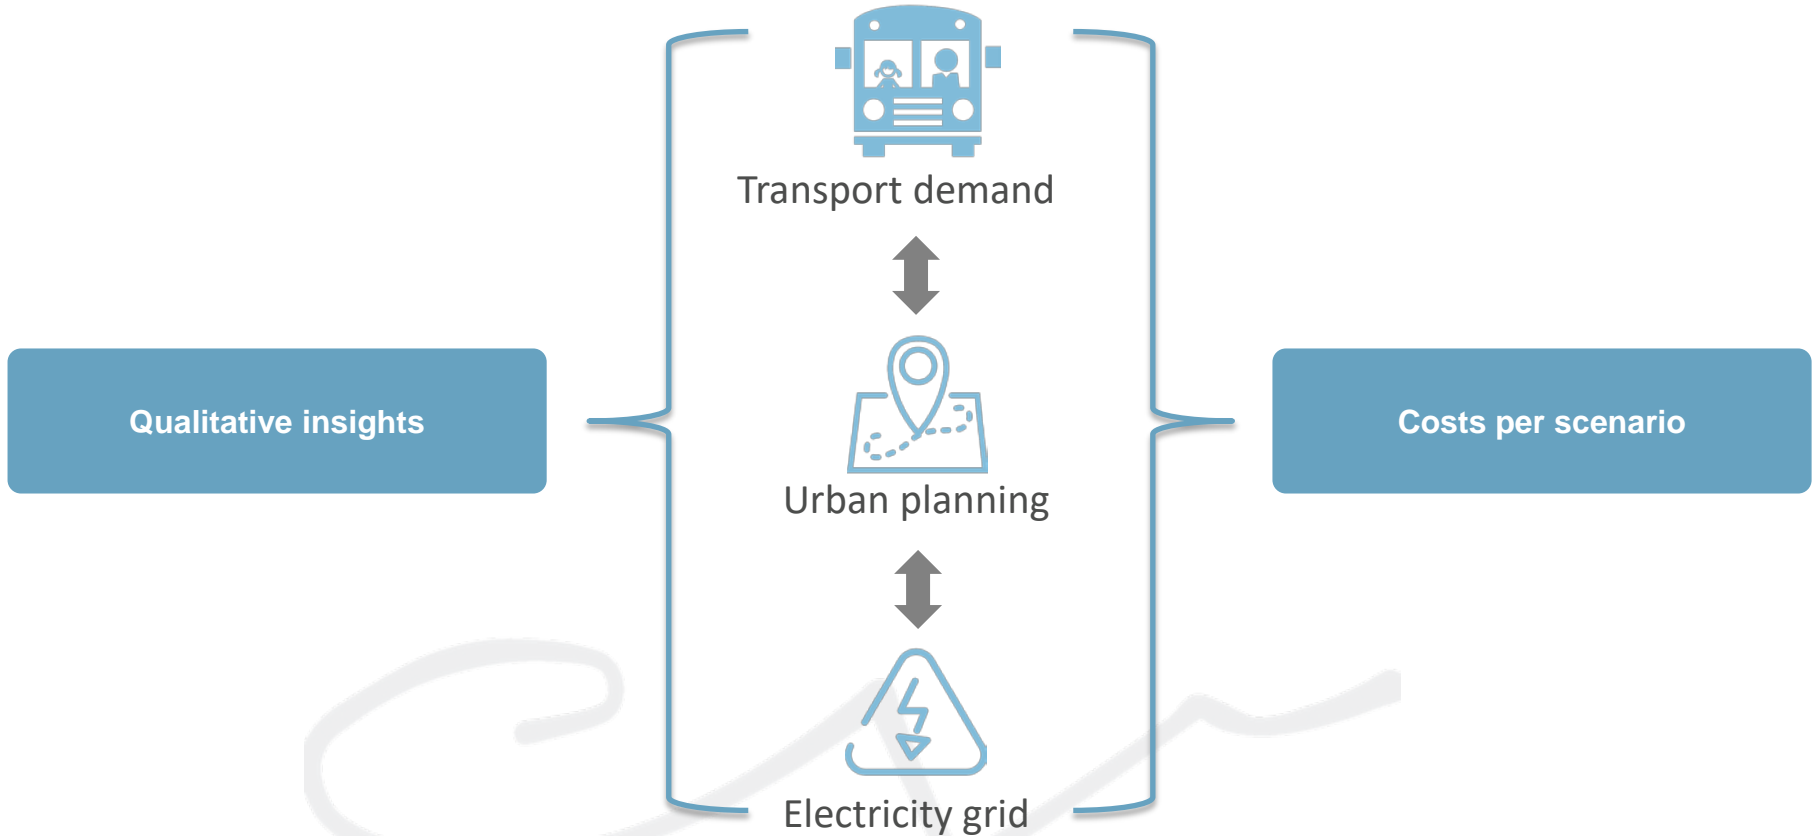 Transport demand
Qualitative insights
Costs per scenario
Urban planning
Electricity grid